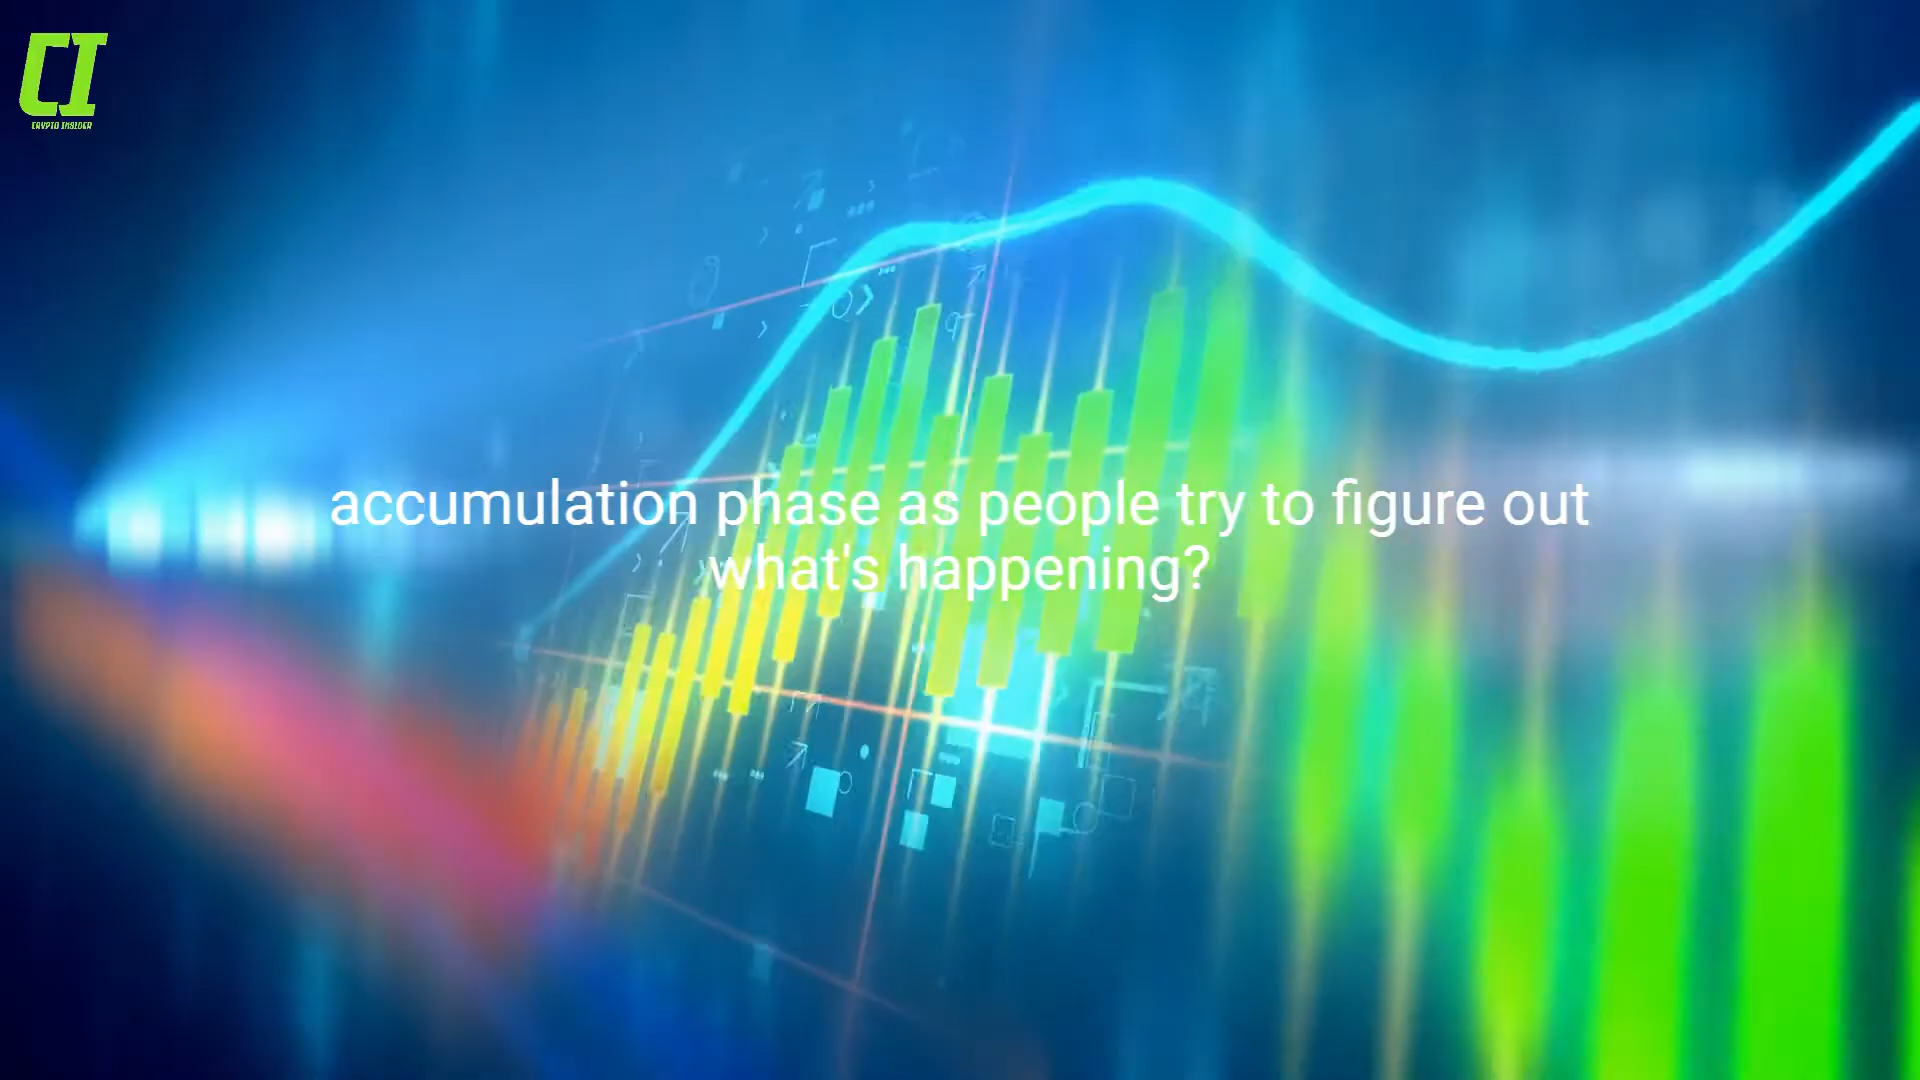 CI
CRYPTO INSIDER
accumulation phase as people try to figure out
what's happening?